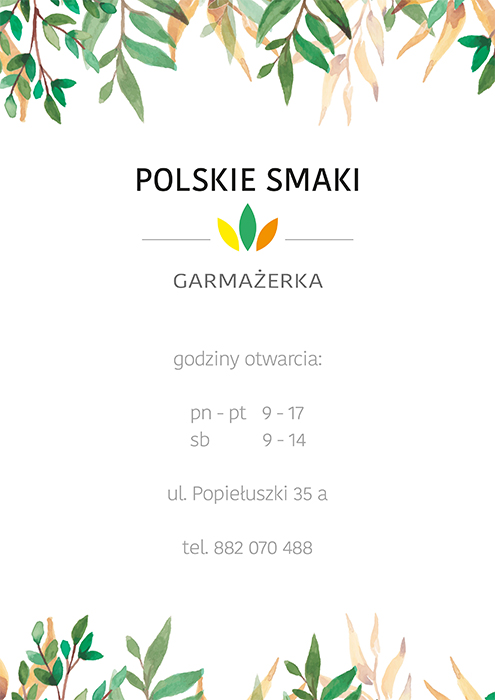 POLSKIE SMAKI
GARMAŻERKA
godziny otwarcia:
pn - pt 9 - 17
sb 9 - 14
ul. Popiełuszki 35 a
tel. 882 070 488